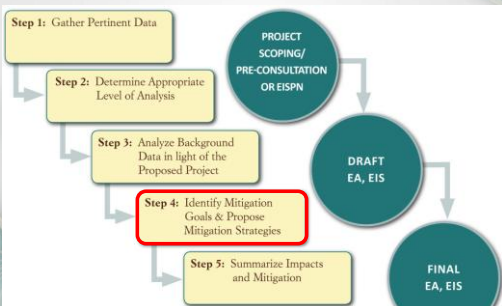 Step 1: Gather Pertinent Data
Step 2: Determine Appropriate
Level of Analysis
Step 3: Analyze Background
Data in light of the
Proposed Project
Step 4: Identify Mitigation
Goals & Propose
Mitigation Strategies
Step 5: Summarize Impacts
and Mitigation
PROJECT
SCOPING/
PRE-CONSULTATION
OR EISPN
DRAFT
EA, EIS
FINAL
EA, EIS